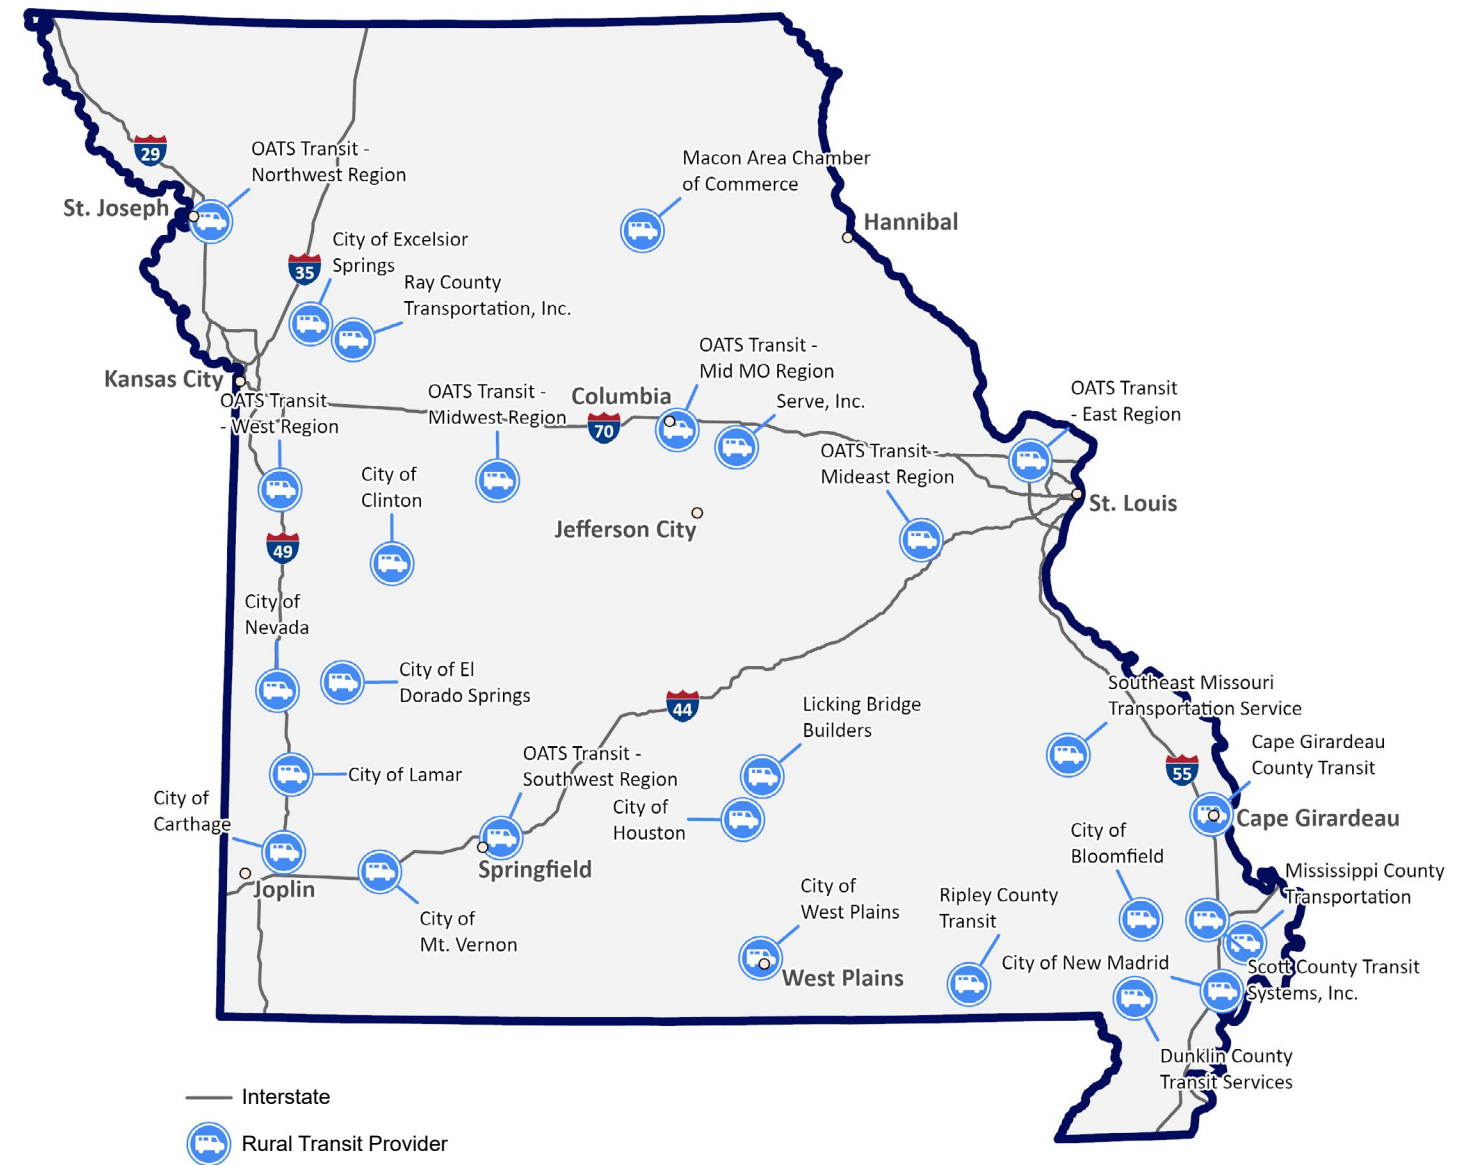 29
OATS Transit -
Northwest Region
St. Joseph
Macon Area Chamber
of Commerce
Hannibal
City of Excelsior
Springs
35
Ray County
Transportation, Inc.
OATS Transit -
Mid MO Region
Kansas City
OATS Transit
- West Region
OATS Transit -
Midwest Region
Columbia
70
Serve, Inc.
OATS Transit
- East Region
OATS Transit -
Mideast Region
City of
Clinton
St. Louis
Jefferson City
49
City of
Nevada
City of El
Dorado Springs
44
Licking Bridge
Builders
Southeast Missouri
Transportation Service
55
Cape Girardeau
County Transit
OATS Transit -
Southwest Region
City of Lamar
City of
Carthage
City of
Houston
Cape Girardeau
City of
Bloomfield
Springfield
Joplin
Mississippi County
Transportation
City of
West Plains
Ripley County
Transit
City of
Mt. Vernon
West Plains
City of New Madrid
Scott County Transit
Systems, Inc.
Dunklin County
Transit Services
Interstate
Rural Transit Provider